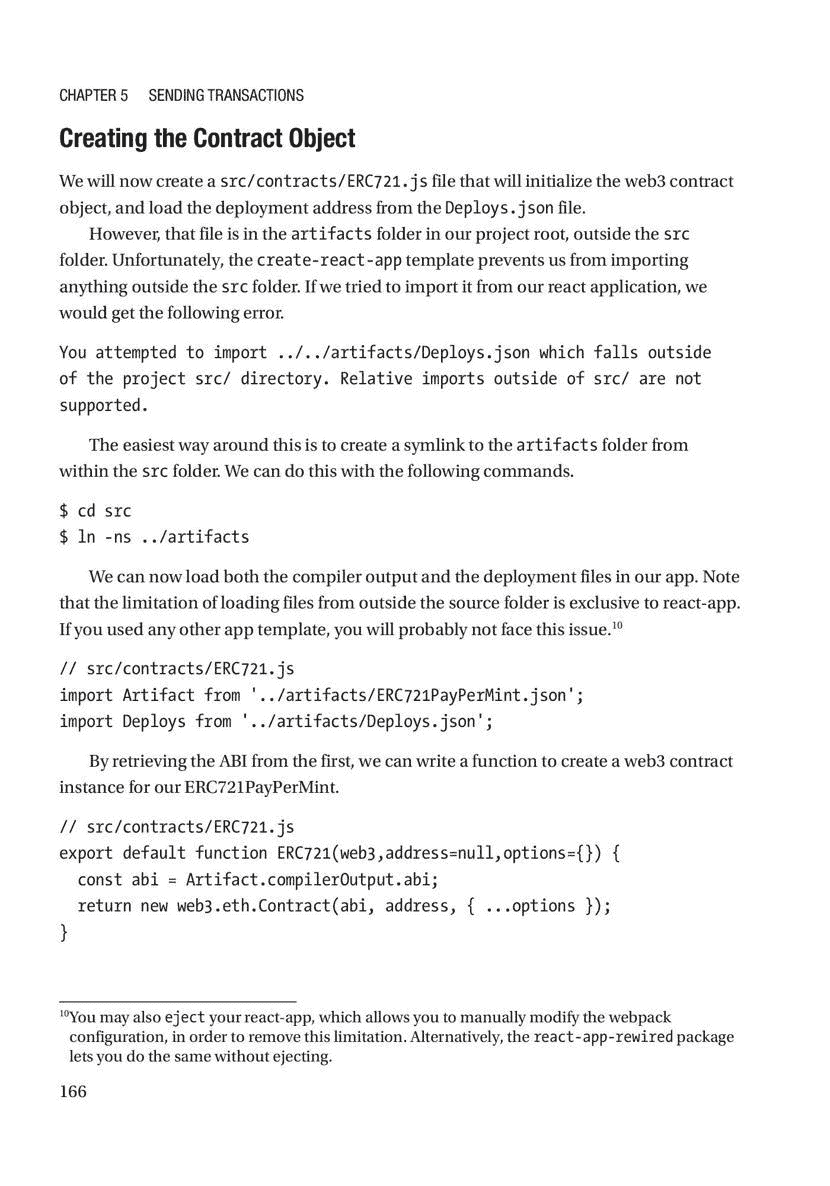 CHAPTER 5 SENDING TRANSACTIONS
Creating the Contract Object
We will now create a src/contracts/ERC721.js file that will initialize the web3 contract
object, and load the deployment address from the Deploys.json file.
However, that file is in the artifacts folder in our project root, outside the src
folder. Unfortunately, the create-react-app template prevents us from importing
anything outside the src folder. If we tried to import it from our react application, we
would get the following error.
You attempted to import ../../artifacts/Deploys.json which falls outside
of the project src/ directory. Relative imports outside of src/ are not
supported.
The easiest way around this is to create a symlink to the artifacts folder from
within the src folder. We can do this with the following commands.
$ cd src
$ ln -ns ../artifacts
We can now load both the compiler output and the deployment files in our app. Note
that the limitation of loading files from outside the source folder is exclusive to react-app.
If you used any other app template, you will probably not face this issue.¹⁰
// src/contracts/ERC721.js
import Artifact from '../artifacts/ERC721PayPerMint.json';
import Deploys from '../artifacts/Deploys.json';
By retrieving the ABI from the first, we can write a function to create a web3 contract
instance for our ERC721PayPerMint.
// src/contracts/ERC721.js
export default function ERC721(web3,address=null,options={}) {
  const abi = Artifact.compilerOutput.abi;
  return new web3.eth.Contract(abi, address, { ...options });
}
¹⁰You may also eject your react-app, which allows you to manually modify the webpack
configuration, in order to remove this limitation. Alternatively, the react-app-rewired package
lets you do the same without ejecting.
166